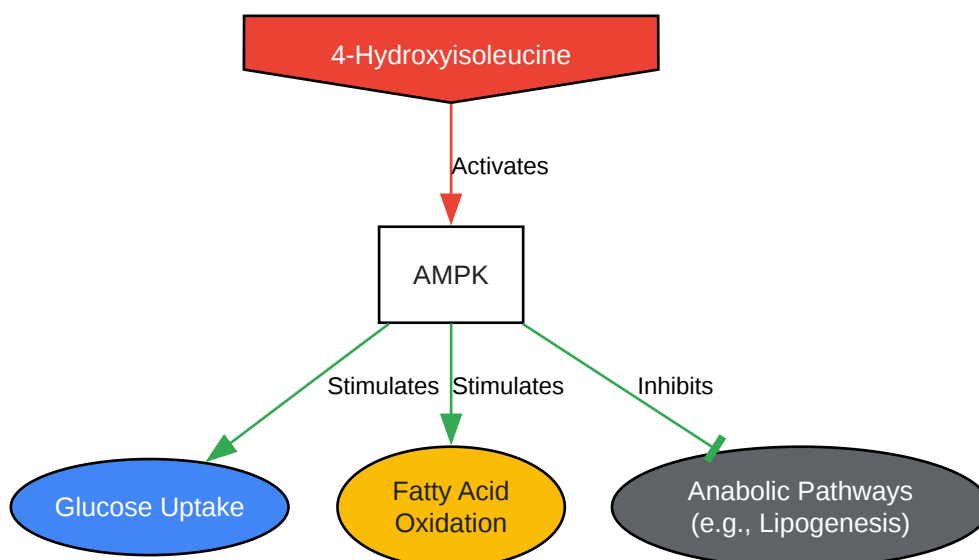 4-Hydroxyisoleucine
Activates
AMPK
Stimulates
Stimulates
Inhibits
Glucose Uptake
Fatty Acid
Oxidation
Anabolic Pathways
(e.g., Lipogenesis)